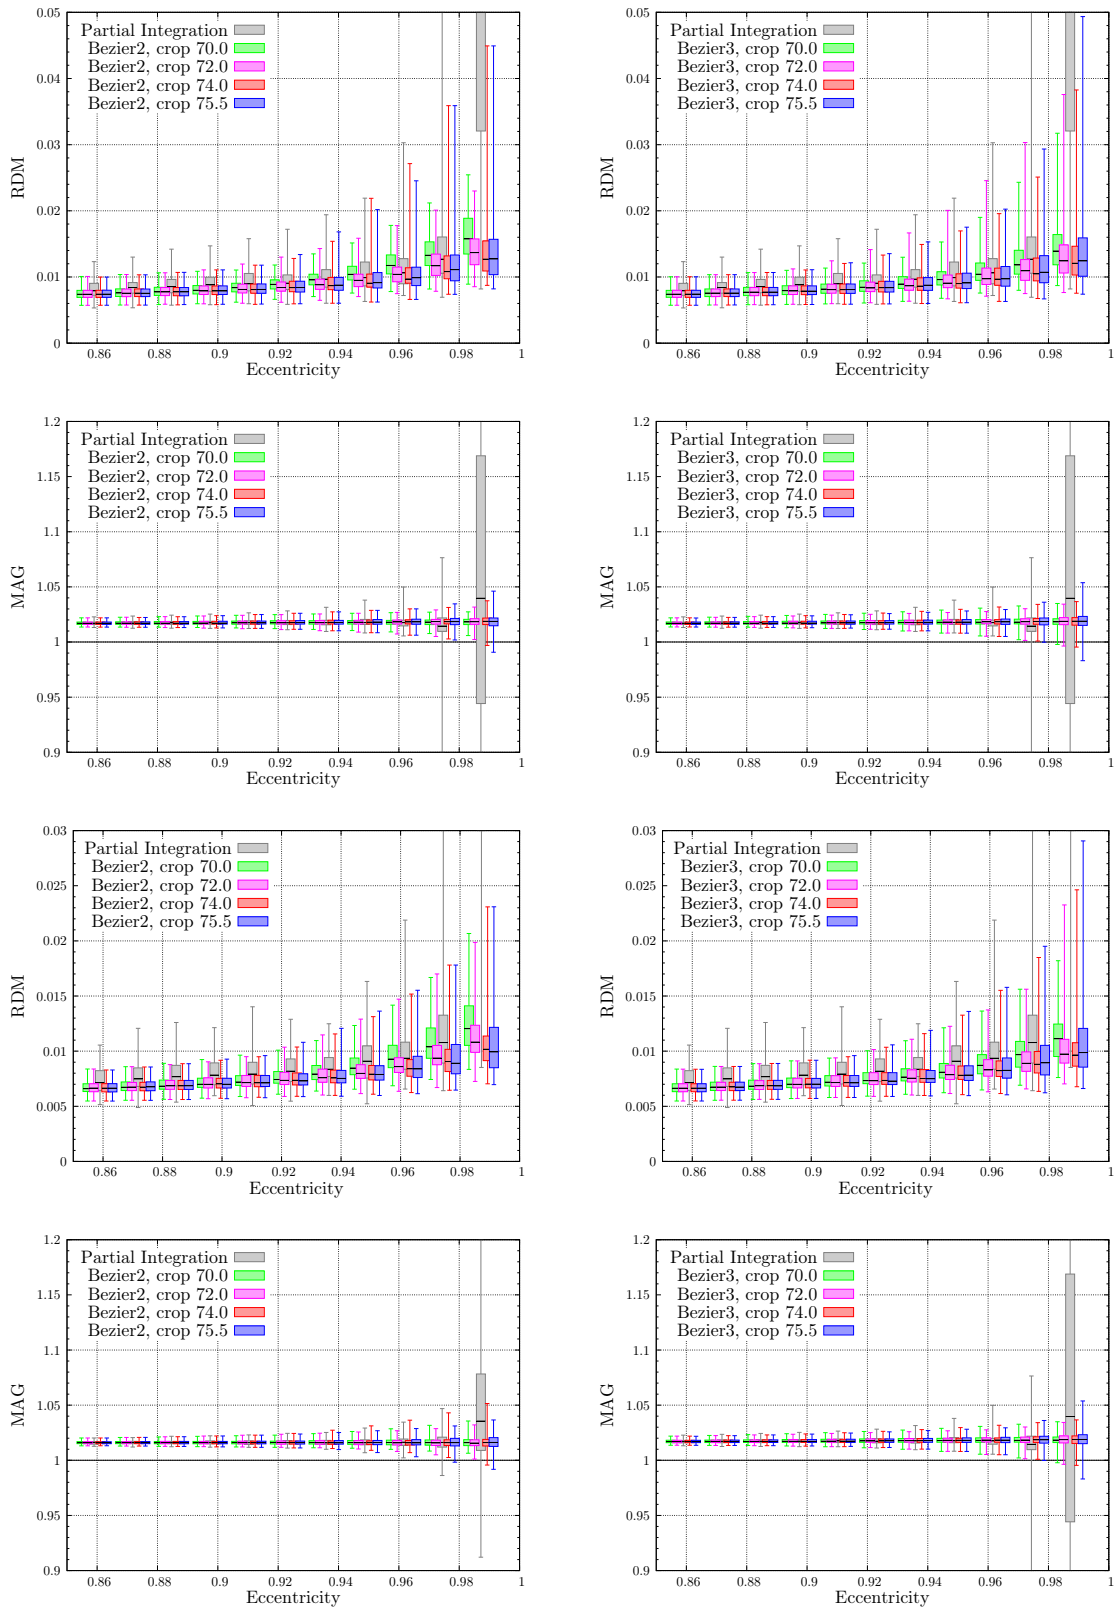 0.05
0.04
0.03
0.02
0.01
0
RDM
Partial Integration
Bezier2, crop 70.0
Bezier2, crop 72.0
Bezier2, crop 74.0
Bezier2, crop 75.5
0.86 0.88 0.9 0.92 0.94 0.96 0.98 1
Eccentricity
0.05
0.04
0.03
0.02
0.01
0
RDM
Partial Integration
Bezier3, crop 70.0
Bezier3, crop 72.0
Bezier3, crop 74.0
Bezier3, crop 75.5
0.86 0.88 0.9 0.92 0.94 0.96 0.98 1
Eccentricity
1.2
1.15
1.1
1.05
1
0.95
0.9
MAG
Partial Integration
Bezier2, crop 70.0
Bezier2, crop 72.0
Bezier2, crop 74.0
Bezier2, crop 75.5
0.86 0.88 0.9 0.92 0.94 0.96 0.98 1
Eccentricity
1.2
1.15
1.1
1.05
1
0.95
0.9
MAG
Partial Integration
Bezier3, crop 70.0
Bezier3, crop 72.0
Bezier3, crop 74.0
Bezier3, crop 75.5
0.86 0.88 0.9 0.92 0.94 0.96 0.98 1
Eccentricity
0.03
0.025
0.02
0.015
0.01
0.005
0
RDM
Partial Integration
Bezier2, crop 70.0
Bezier2, crop 72.0
Bezier2, crop 74.0
Bezier2, crop 75.5
0.86 0.88 0.9 0.92 0.94 0.96 0.98 1
Eccentricity
0.03
0.025
0.02
0.015
0.01
0.005
0
RDM
Partial Integration
Bezier3, crop 70.0
Bezier3, crop 72.0
Bezier3, crop 74.0
Bezier3, crop 75.5
0.86 0.88 0.9 0.92 0.94 0.96 0.98 1
Eccentricity
1.2
1.15
1.1
1.05
1
0.95
0.9
MAG
Partial Integration
Bezier2, crop 70.0
Bezier2, crop 72.0
Bezier2, crop 74.0
Bezier2, crop 75.5
0.86 0.88 0.9 0.92 0.94 0.96 0.98 1
Eccentricity
1.2
1.15
1.1
1.05
1
0.95
0.9
MAG
Partial Integration
Bezier3, crop 70.0
Bezier3, crop 72.0
Bezier3, crop 74.0
Bezier3, crop 75.5
0.86 0.88 0.9 0.92 0.94 0.96 0.98 1
Eccentricity